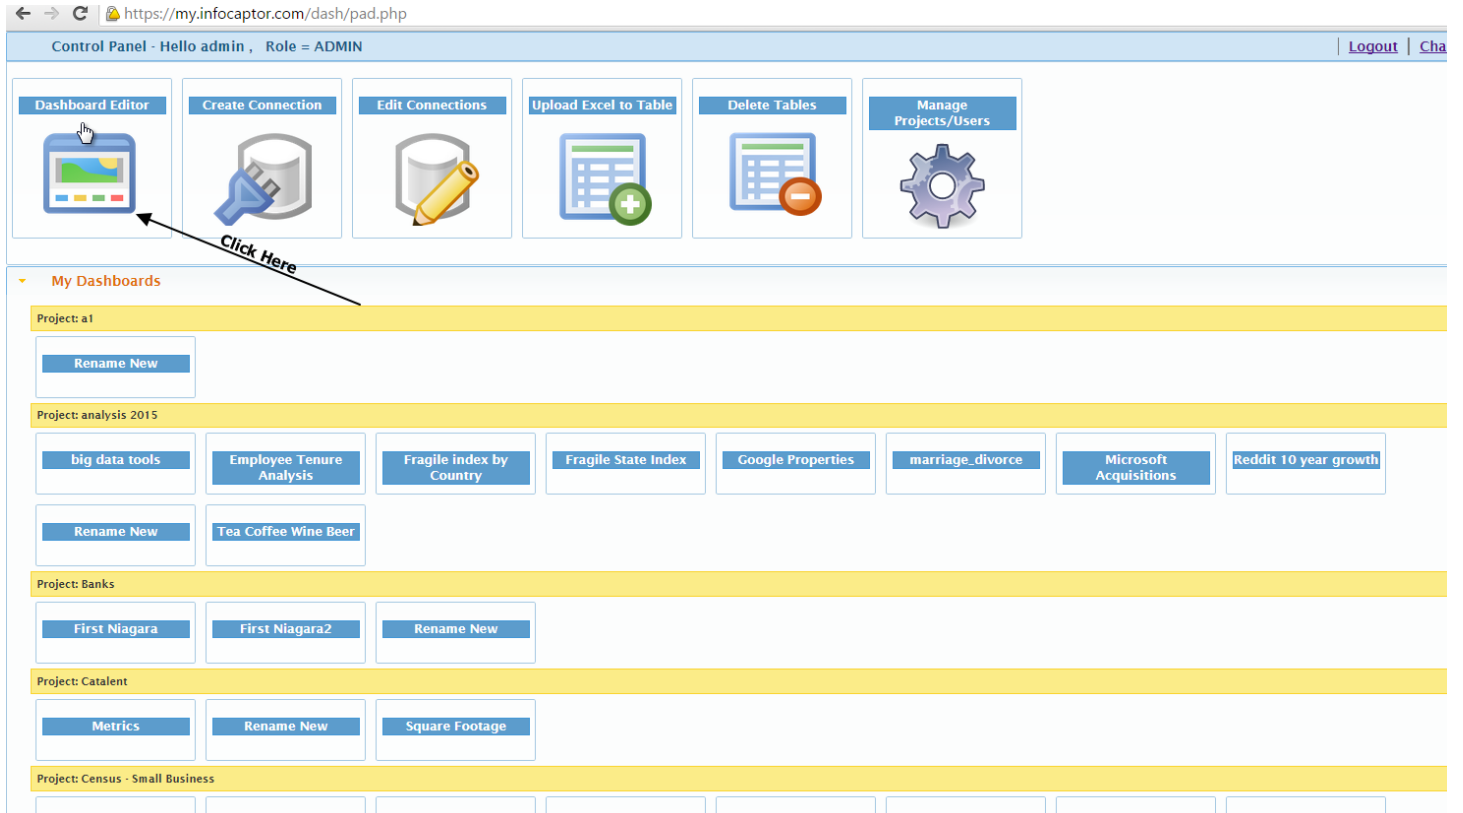 https://my.infocaptor.com/dash/pad.php
Control Panel - Hello admin , Role = ADMIN
Logout
Cha
Dashboard Editor
Create Connection
Edit Connections
Upload Excel to Table
Delete Tables
Manage
Projects/Users
Click Here
My Dashboards
Project: a1
Rename New
Project: analysis 2015
big data tools
Employee Tenure
Analysis
Fragile index by
Country
Fragile State Index
Google Properties
marriage_divorce
Microsoft
Acquisitions
Reddit 10 year growth
Rename New
Tea Coffee Wine Beer
Project: Banks
First Niagara
First Niagara2
Rename New
Project: Catalent
Metrics
Rename New
Square Footage
Project: Census - Small Business